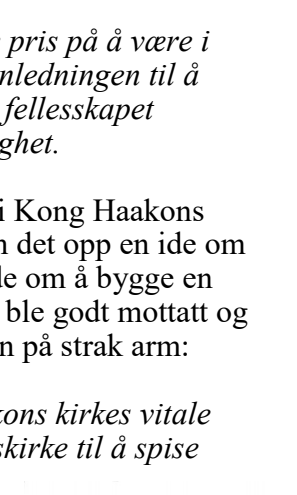 pris på å være i
nledningen til å
fellesskapet
ghet.
i Kong Haakons
n det opp en ide om
le om å bygge en
ble godt mottatt og
n på strak arm:
kons kirkes vitale
skirke til å spise